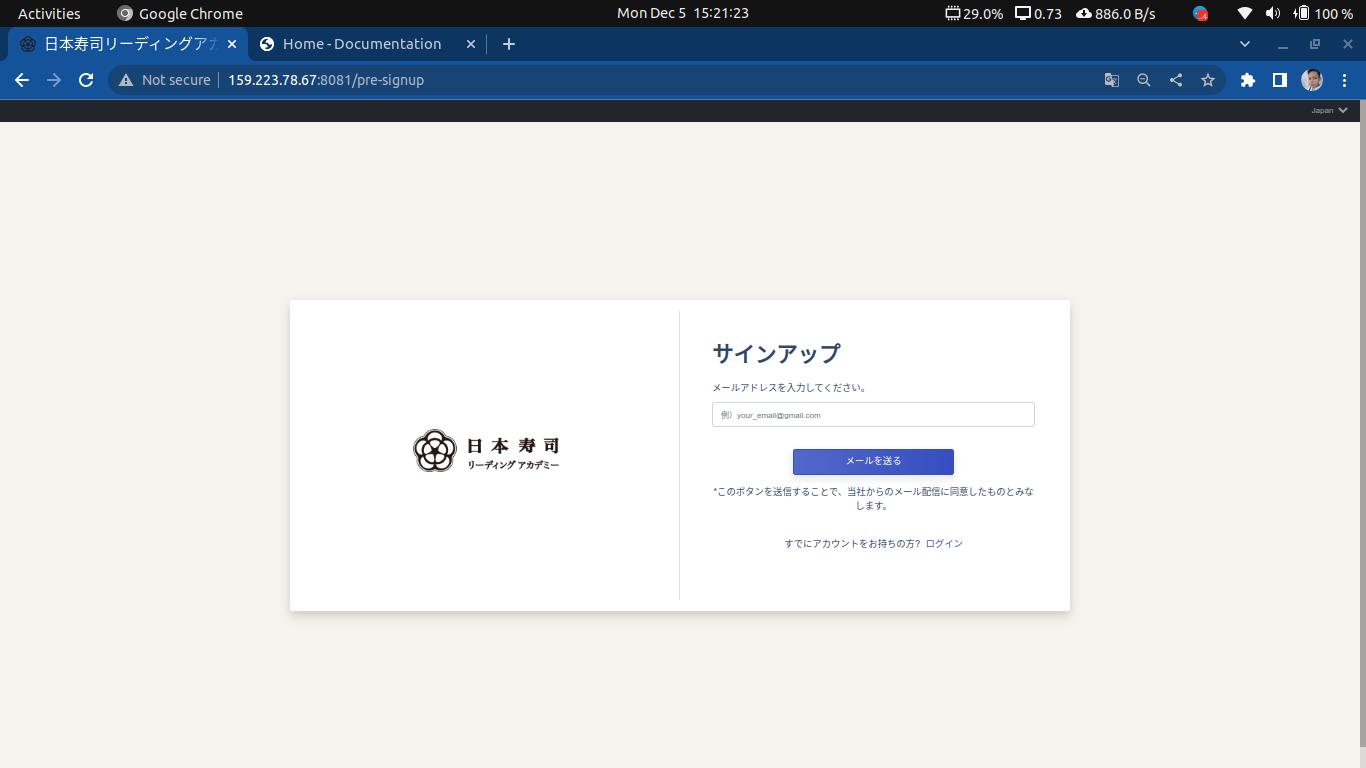 Activities
Google Chrome
Mon Dec 5 15:21:23
29.0%
0.73
886.0 B/s
100 %
日本寿司リーディングアカ
Home - Documentation
Not secure
159.223.78.67:8081/pre-signup
Japan
サインアップ
メールアドレスを入力してください。
例）your_email@gmail.com
日本寿司
リーディング アカデミー
メールを送る
*このボタンを送信することで、当社からのメール配信に同意したものとみな
します。
すでにアカウントをお持ちの方? ログイン